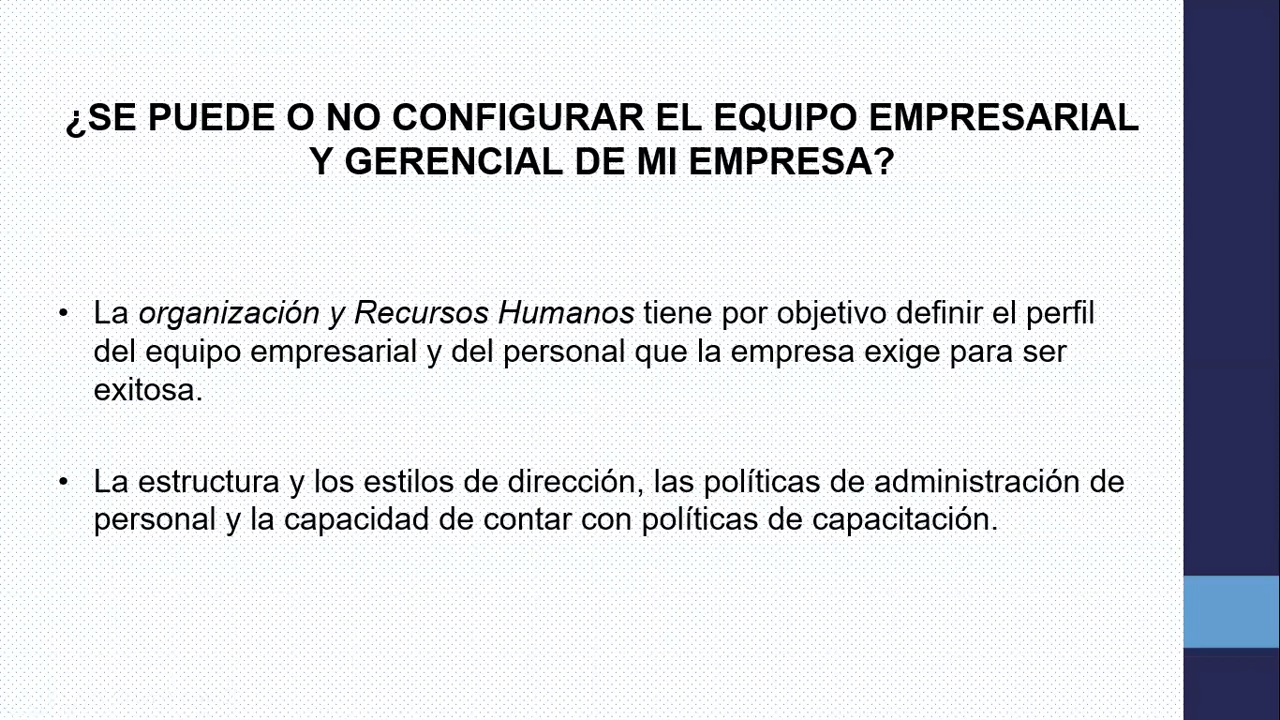 ¿SE PUEDE O NO CONFIGURAR EL EQUIPO EMPRESARIAL
Y GERENCIAL DE MI EMPRESA?
• La organización y Recursos Humanos tiene por objetivo definir el perfil
del equipo empresarial y del personal que la empresa exige para ser
exitosa.
• La estructura y los estilos de dirección, las políticas de administración de
personal y la capacidad de contar con políticas de capacitación.